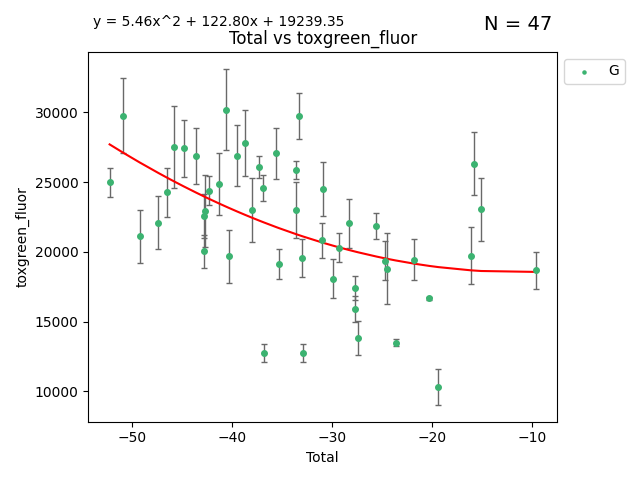 y = 5.46x^2 + 122.80x + 19239.35
N = 47
Total vs toxgreen_fluor
G
30000
25000
20000
15000
10000
toxgreen_fluor
−50
−40
−30
−20
−10
Total